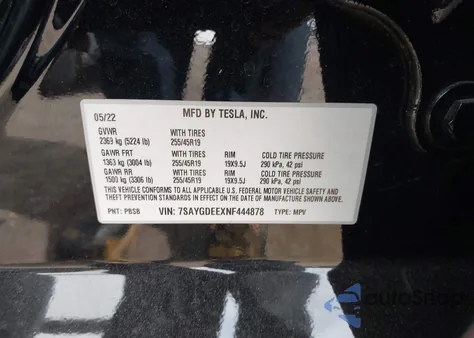 05/22 MFD BY TESLA, INC.
GVWR WITH TIRES
2369 kg (5224 lb) 255/45R19
GAWR FRT WITH TIRES RIM COLD TIRE PRESSURE
1363 kg (3004 lb) 255/45R19 19X9.5J 290 kPa, 42 psi
GAWR RR WITH TIRES RIM COLD TIRE PRESSURE
1500 kg (3306 lb) 255/45R19 19X9.5J 290 kPa, 42 psi
THIS VEHICLE CONFORMS TO ALL APPLICABLE U.S. FEDERAL MOTOR VEHICLE SAFETY AND
THEFT PREVENTION STANDARDS IN EFFECT ON THE DATE OF MANUFACTURE SHOWN ABOVE.
PNT: PBSB VIN: 7SAYGDEEXNF444878 TYPE: MPV
AutoSnap